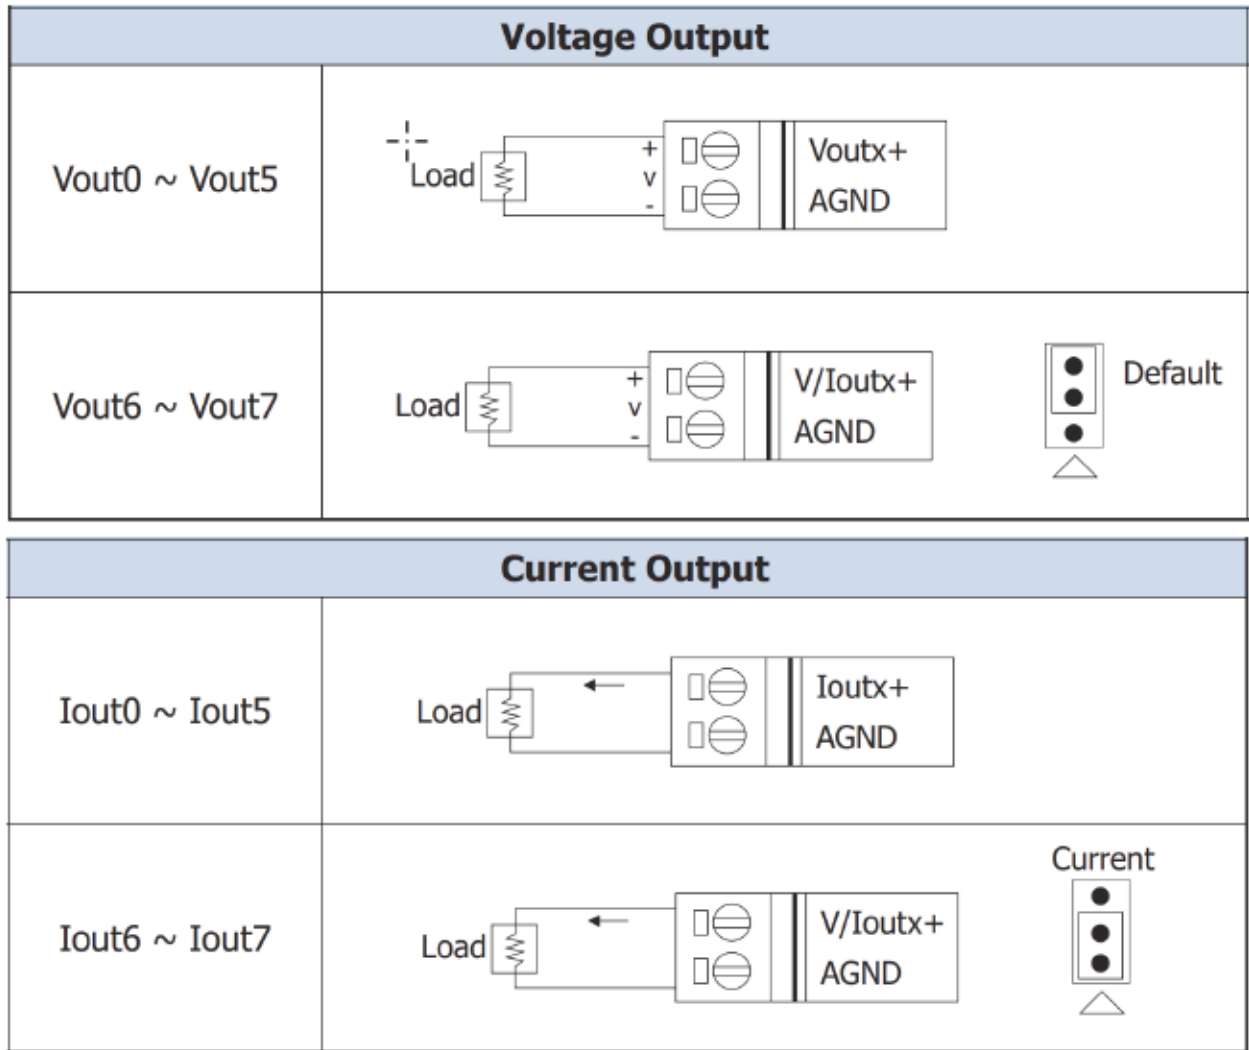 Voltage Output
Vout0 ~ Vout5
Load
+
v
-
Voutx+
AGND
Vout6 ~ Vout7
Load
+
v
-
V/Ioutx+
AGND
Default
Current Output
Iout0 ~ Iout5
Load
Ioutx+
AGND
Iout6 ~ Iout7
Load
V/Ioutx+
AGND
Current